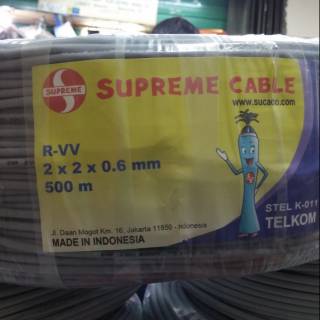 SUPREME
SUPREME CABLE
www.sucaco.com
R-VV
2 x 2 x 0.6 mm
500 m
STEL K-011
TELKOM
Jl. Daan Mogot Km. 16, Jakarta 11850 - Indonesia
MADE IN INDONESIA